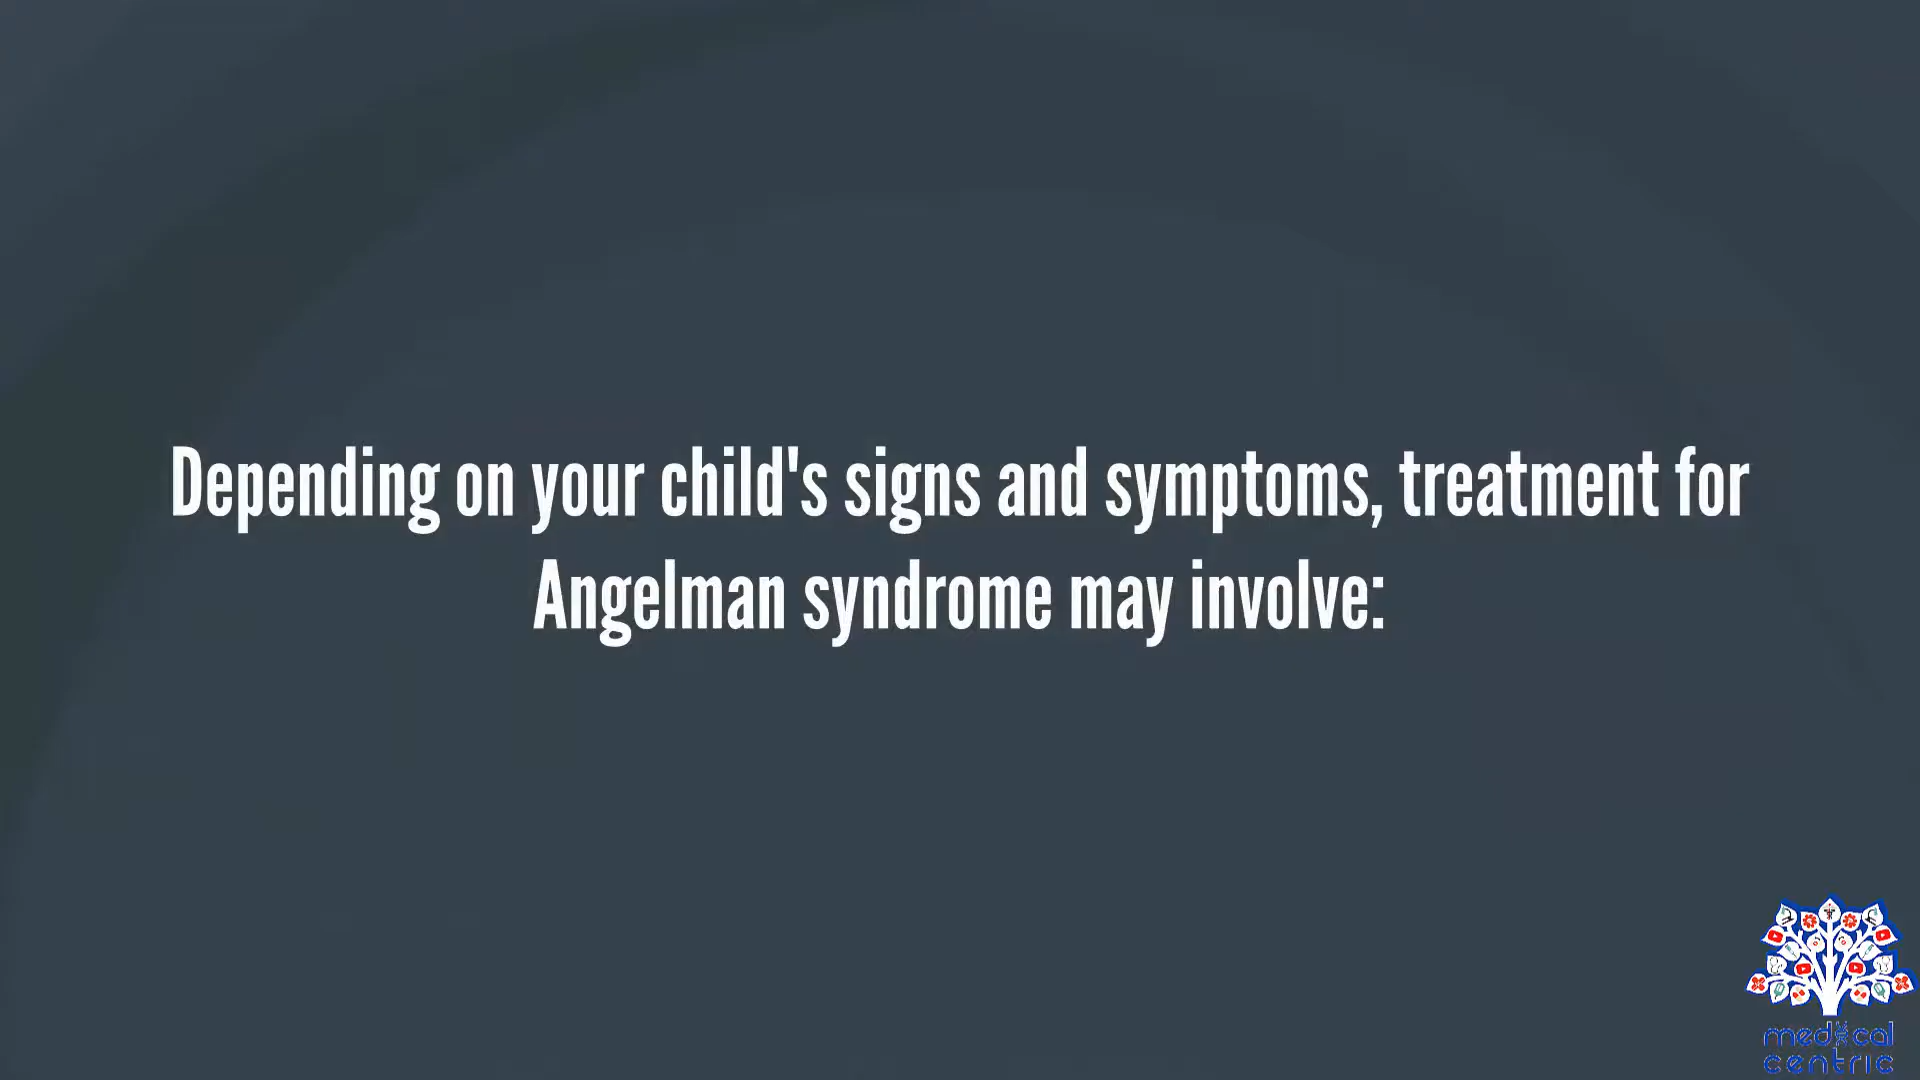 Depending on your child's signs and symptoms, treatment for
Angelman syndrome may involve:
medical
centric